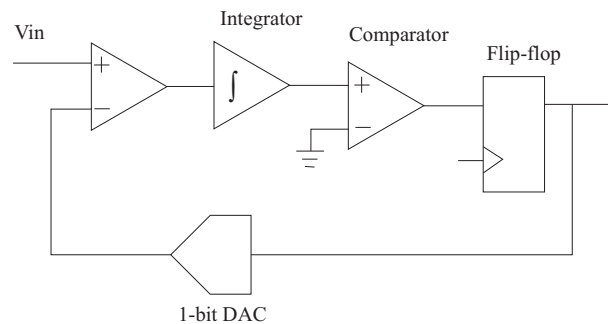 Integrator
Vin
Comparator
Flip-flop
+
−
∫
+
−
1-bit DAC